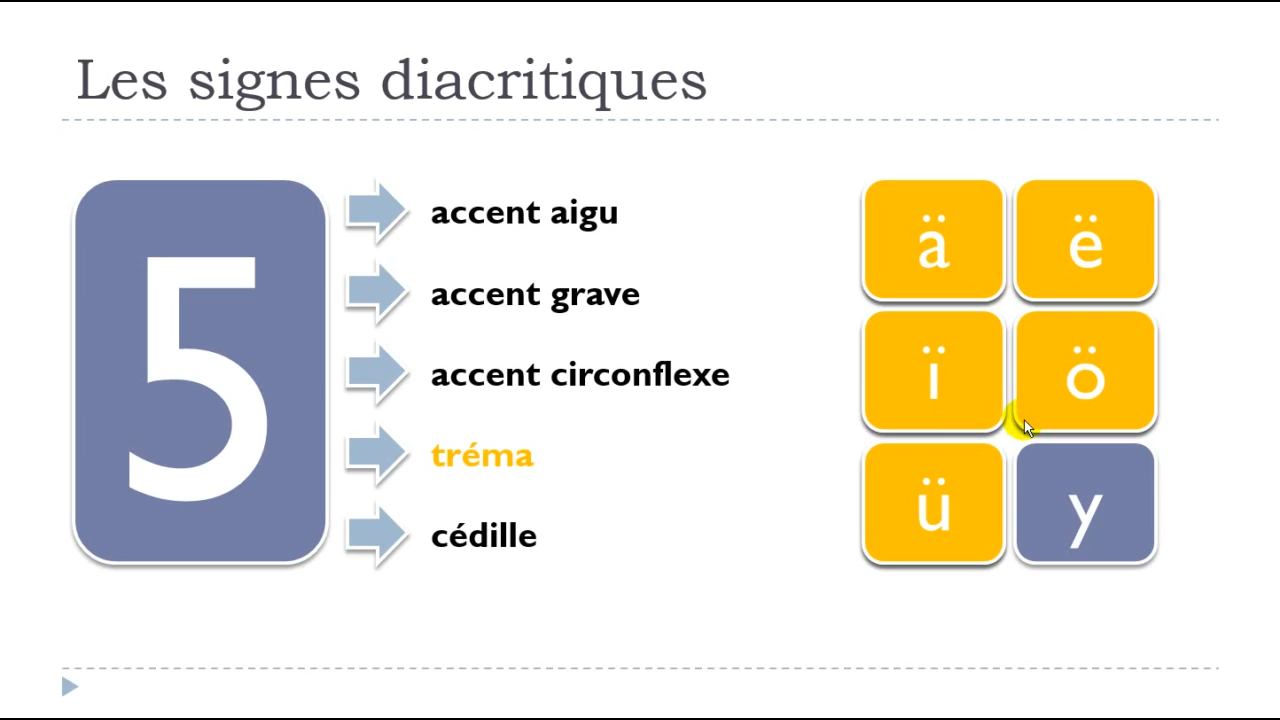 Les signes diacritiques
5
accent aigu
accent grave
accent circonflexe
tréma
cédille
ä ë
ï ö
ü y